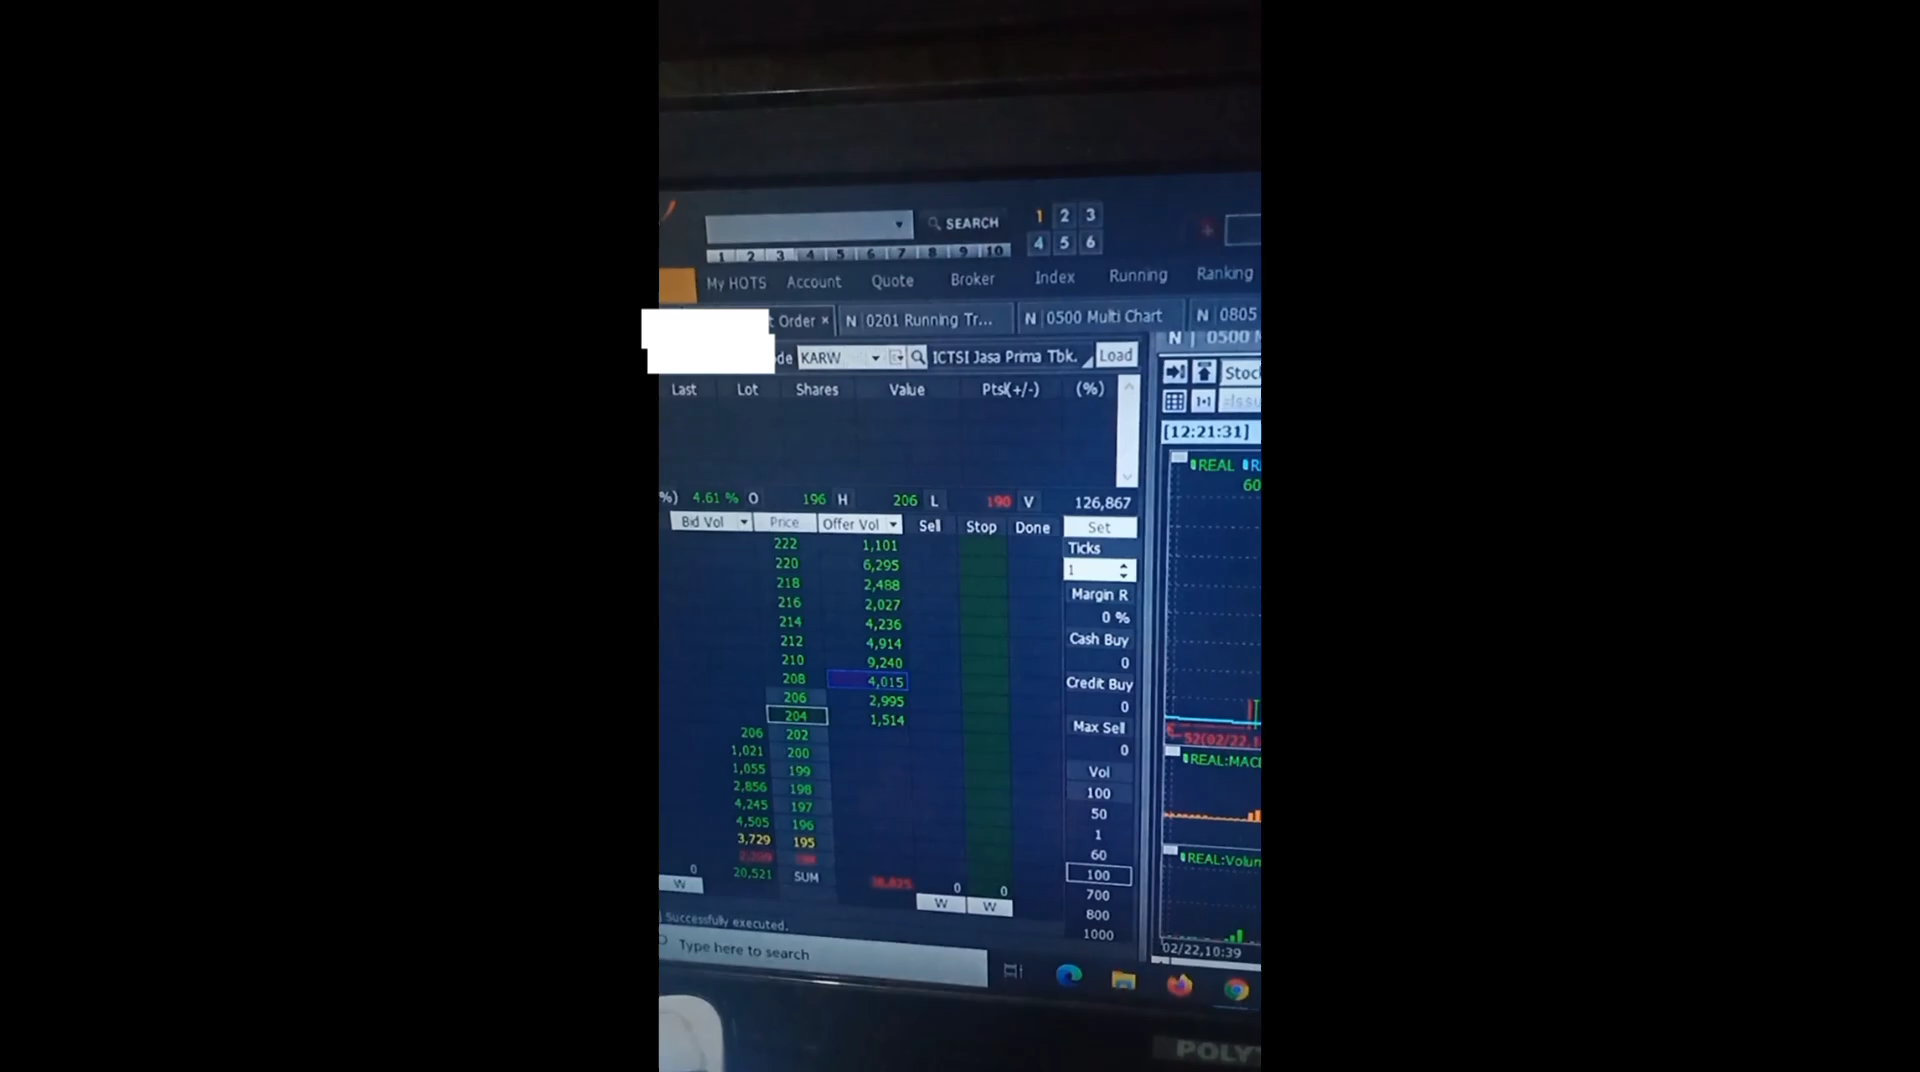 SEARCH
1 2 3
1 2 3 4 5 6 7 8 9 10
4 5 6
My HOTS Account Quote Broker Index Running Ranking
t Order × N 0201 Running Tr... N 0500 Multi Chart N 0805
N 0500
de KARW ICTSI Jasa Prima Tbk. Load
Stoc
Last Lot Shares Value Pts(+/-) (%)
[12:21:31]
REAL R
60
%) 4.61 % O 196 H 206 L 190 V 126,867
Bid Vol Price Offer Vol Sell Stop Done Set
222 1,101 Ticks
220 6,295 1
218 2,488
216 2,027 Margin R
214 4,236 0 %
212 4,914 Cash Buy
210 9,240 0
208 4,015 Credit Buy
206 2,995 0
204 1,514 Max Sell
206 202 0
1,021 200
1,055 199 Vol
2,856 198 100
4,245 197 50
4,505 196 1
3,729 195 60
20,521 SUM 0 0 100
0
W W W 700
800
1000
52(02/22,1
REAL:MACD
REAL:Volum
02/22,10:39
Successfully executed.
Type here to search
POLY